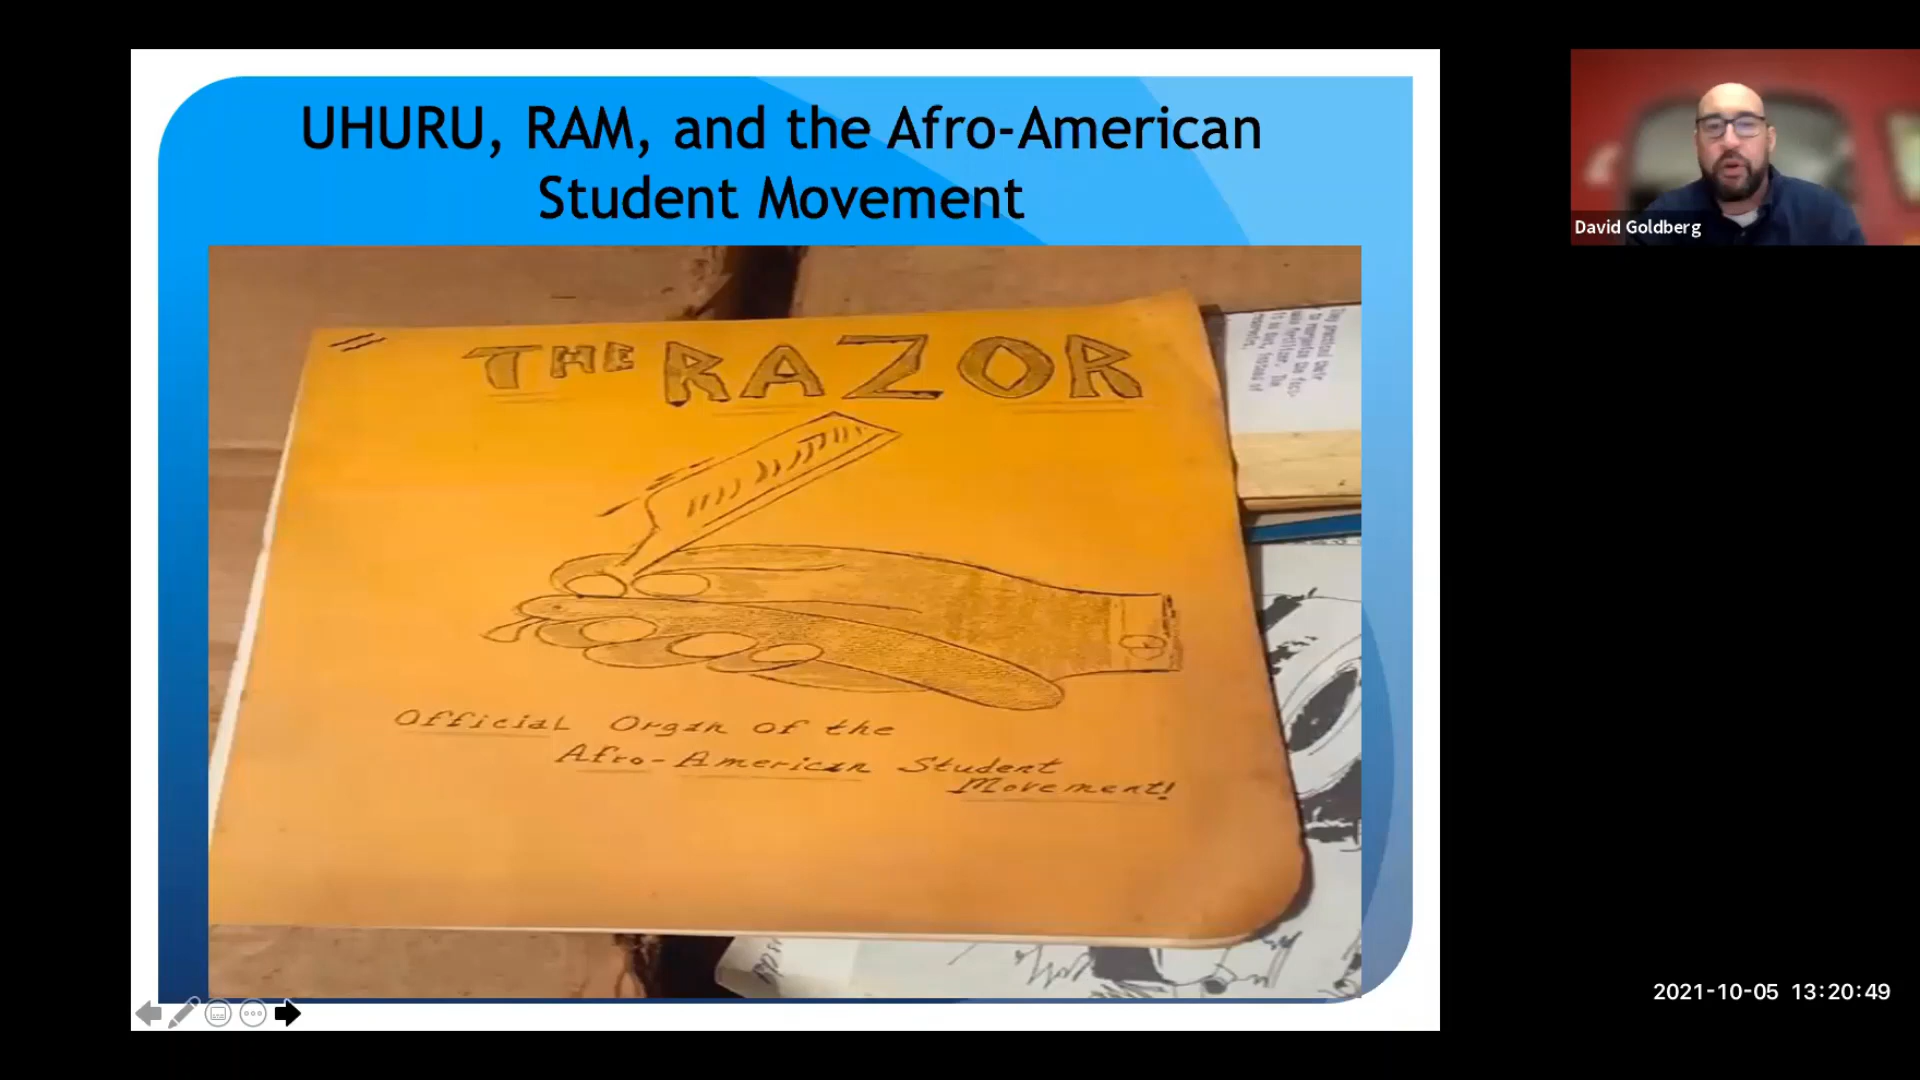 UHURU, RAM, and the Afro-American
Student Movement
THE RAZOR
Official Organ of the
Afro-American Student
Movement!
David Goldberg
2021-10-05 13:20:49